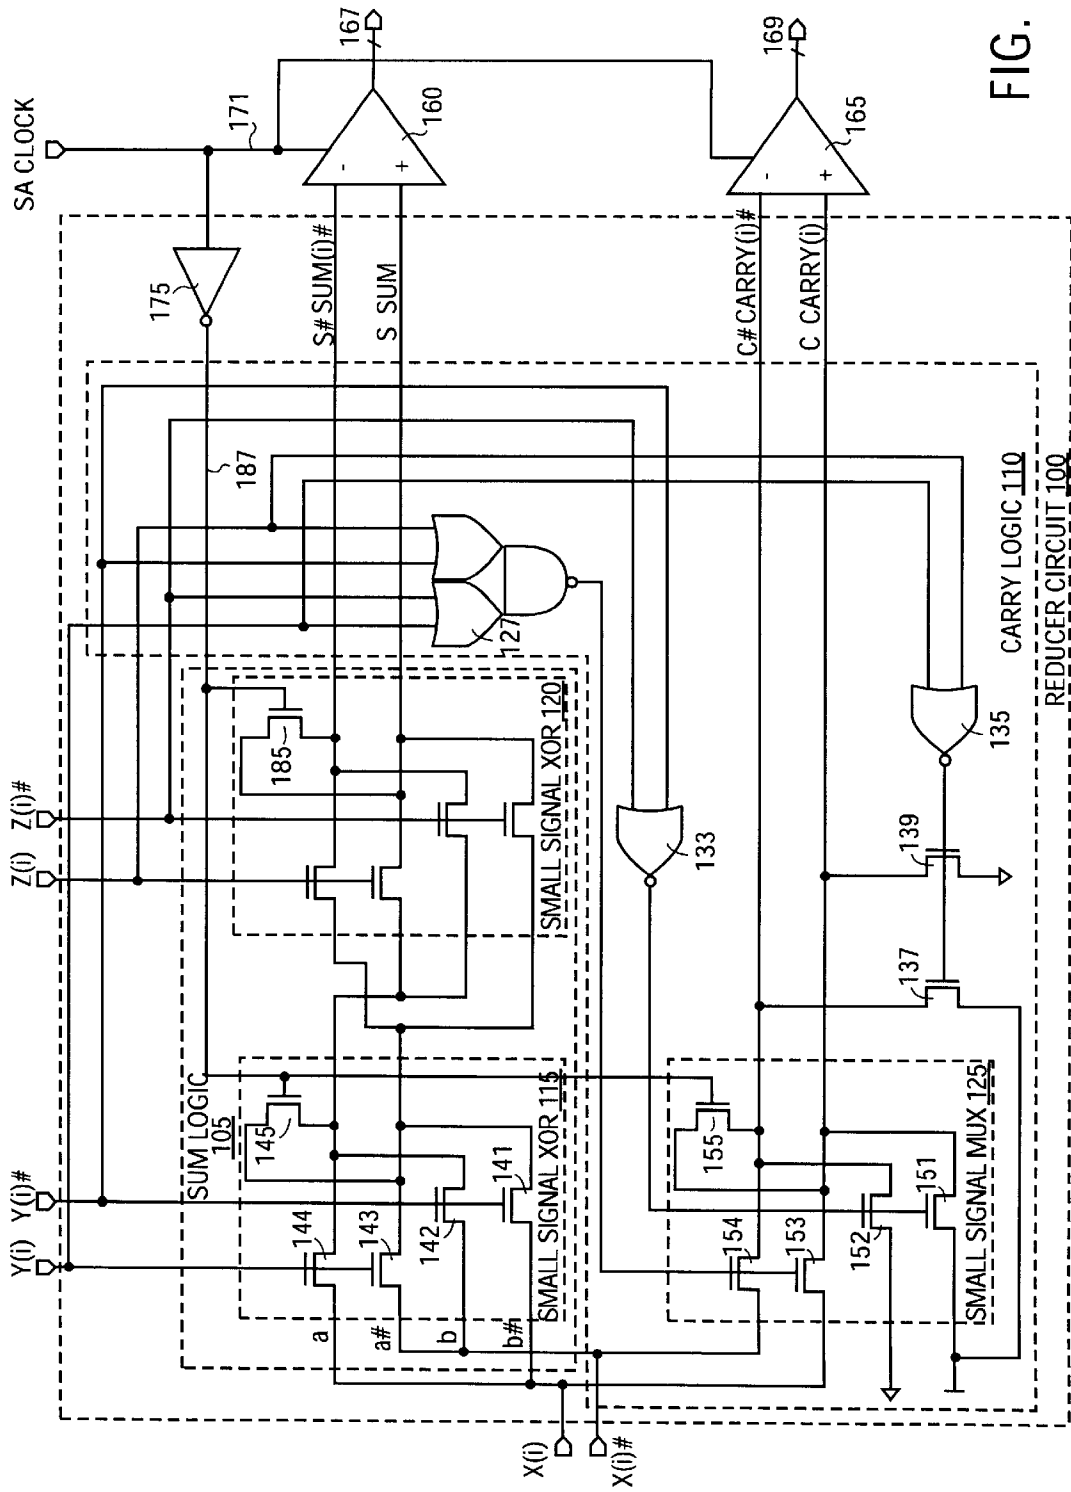 SA CLOCK
171
167
160
-
+
169
165
-
+
FIG.
175
S# SUM(i)#
S SUM
C# CARRY(i)#
C CARRY(i)
187
127
CARRY LOGIC 110
REDUCER CIRCUIT 100
Z(i)#
Z(i)
185
SMALL SIGNAL XOR 120
133
135
139
137
SUM LOGIC
105
145
SMALL SIGNAL XOR 115
141
142
143
144
Y(i)#
Y(i)
a
a#
b
b#
155
154
153
152
151
SMALL SIGNAL MUX 125
X(i)
X(i)#